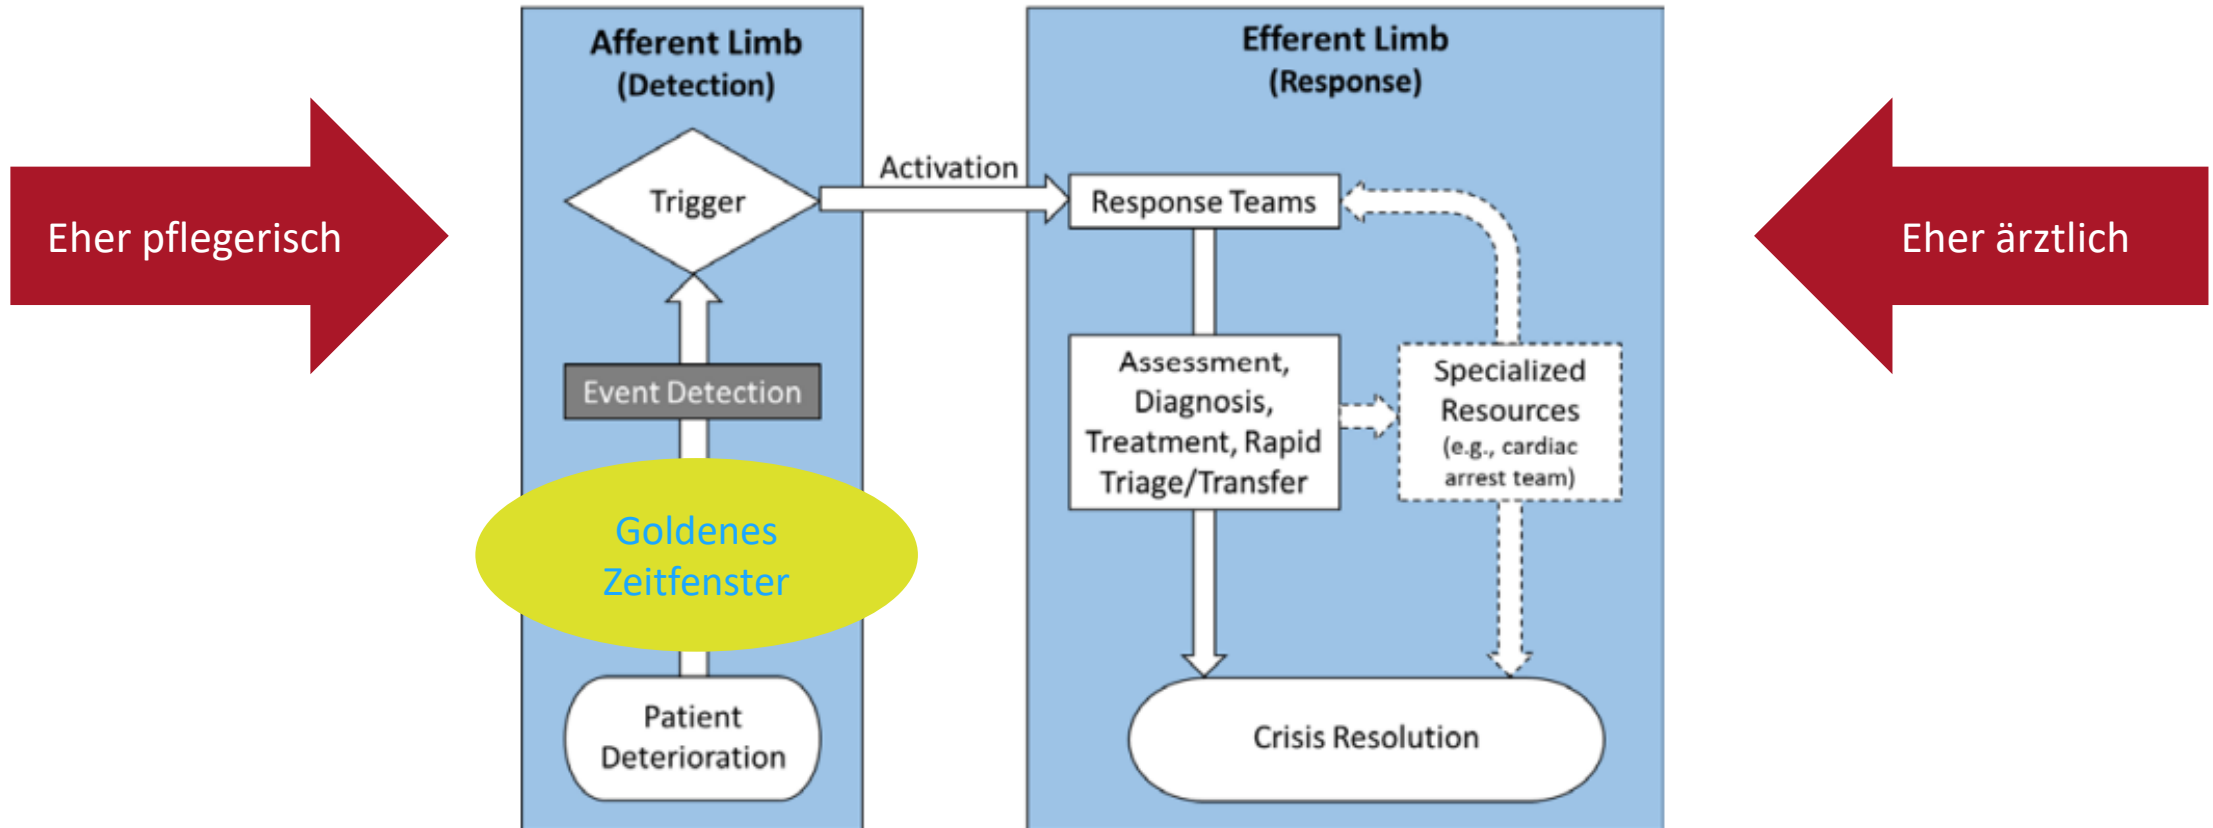 Eher pflegerisch
Afferent Limb
(Detection)
Trigger
Event Detection
Goldenes
Zeitfenster
Patient
Deterioration
Activation
Efferent Limb
(Response)
Response Teams
Assessment,
Diagnosis,
Treatment, Rapid
Triage/Transfer
Specialized
Resources
(e.g., cardiac
arrest team)
Crisis Resolution
Eher ärztlich